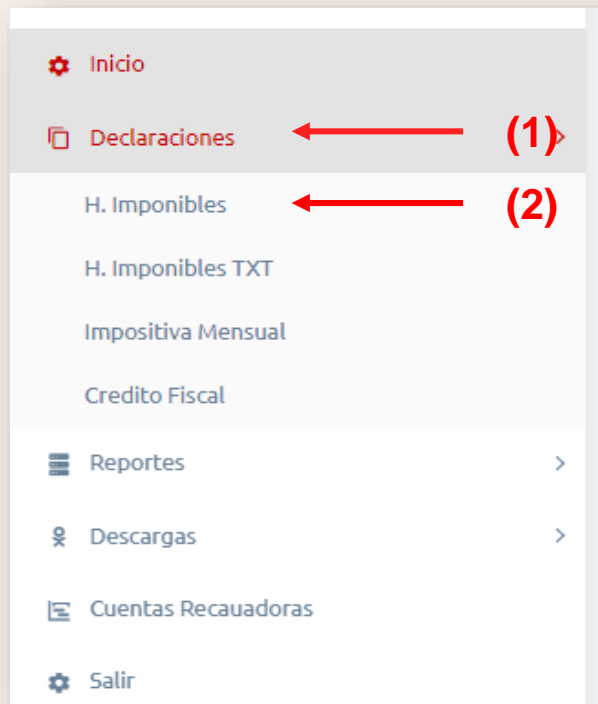 Inicio
Declaraciones (1)
H. Imponibles (2)
H. Imponibles TXT
Impositiva Mensual
Credito Fiscal
Reportes
Descargas
Cuentas Recauadoras
Salir